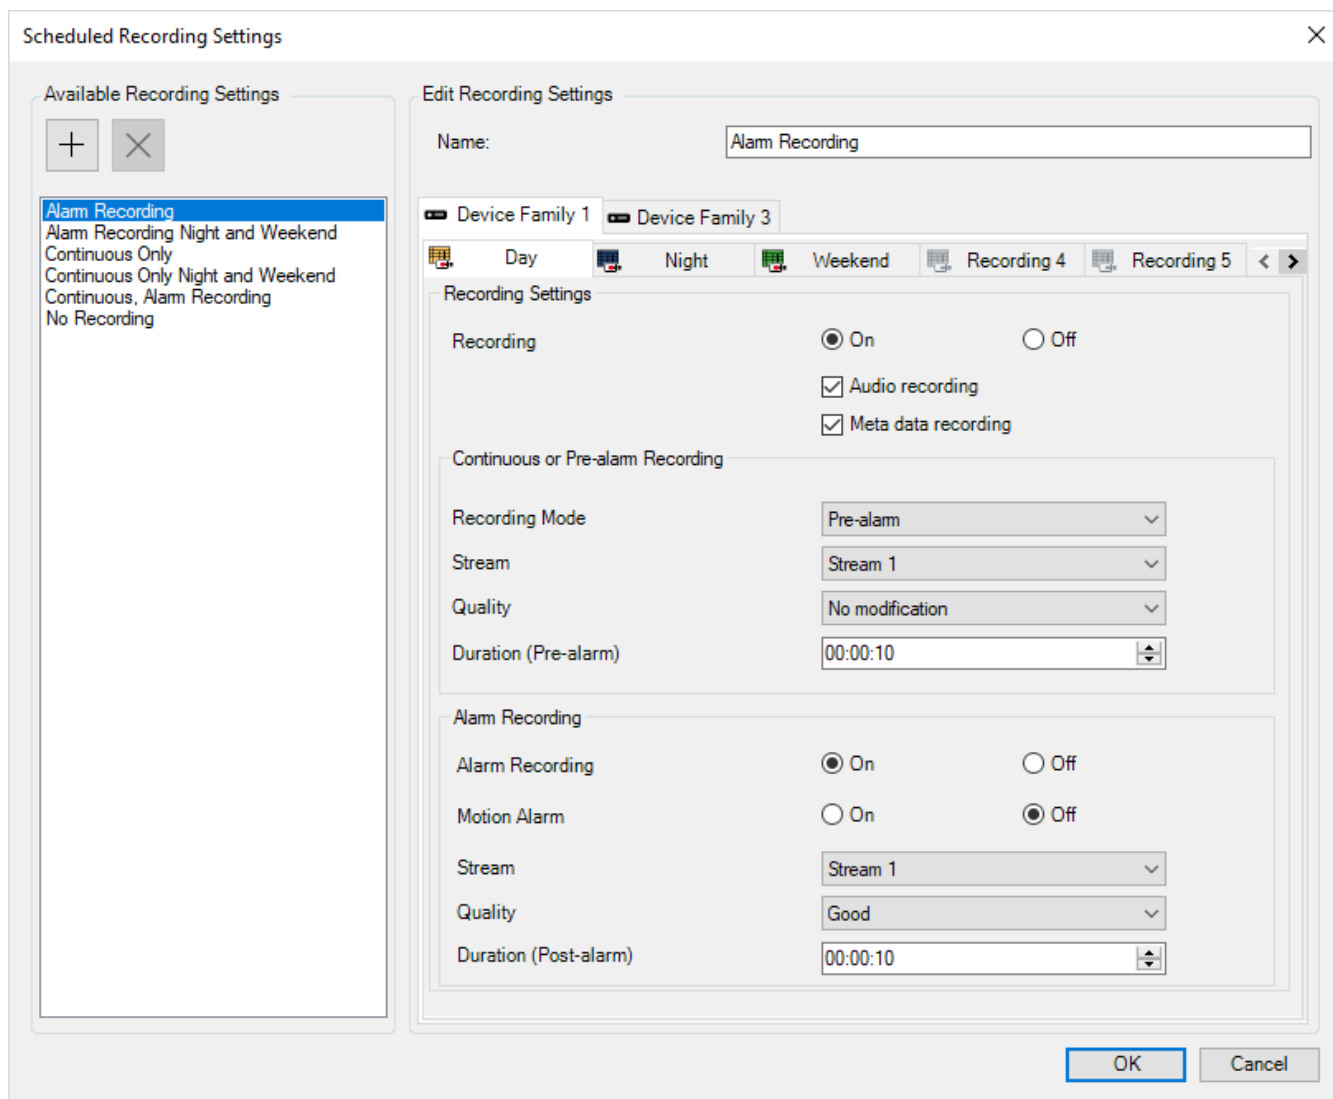 Scheduled Recording Settings
Available Recording Settings
Alarm Recording
Alarm Recording Night and Weekend
Continuous Only
Continuous Only Night and Weekend
Continuous, Alarm Recording
No Recording
Edit Recording Settings
Name: Alarm Recording
Device Family 1 Device Family 3
Day Night Weekend Recording 4 Recording 5
Recording Settings
Recording On Off
Audio recording
Meta data recording
Continuous or Pre-alarm Recording
Recording Mode Pre-alarm
Stream Stream 1
Quality No modification
Duration (Pre-alarm) 00:00:10
Alarm Recording
Alarm Recording On Off
Motion Alarm On Off
Stream Stream 1
Quality Good
Duration (Post-alarm) 00:00:10
OK Cancel